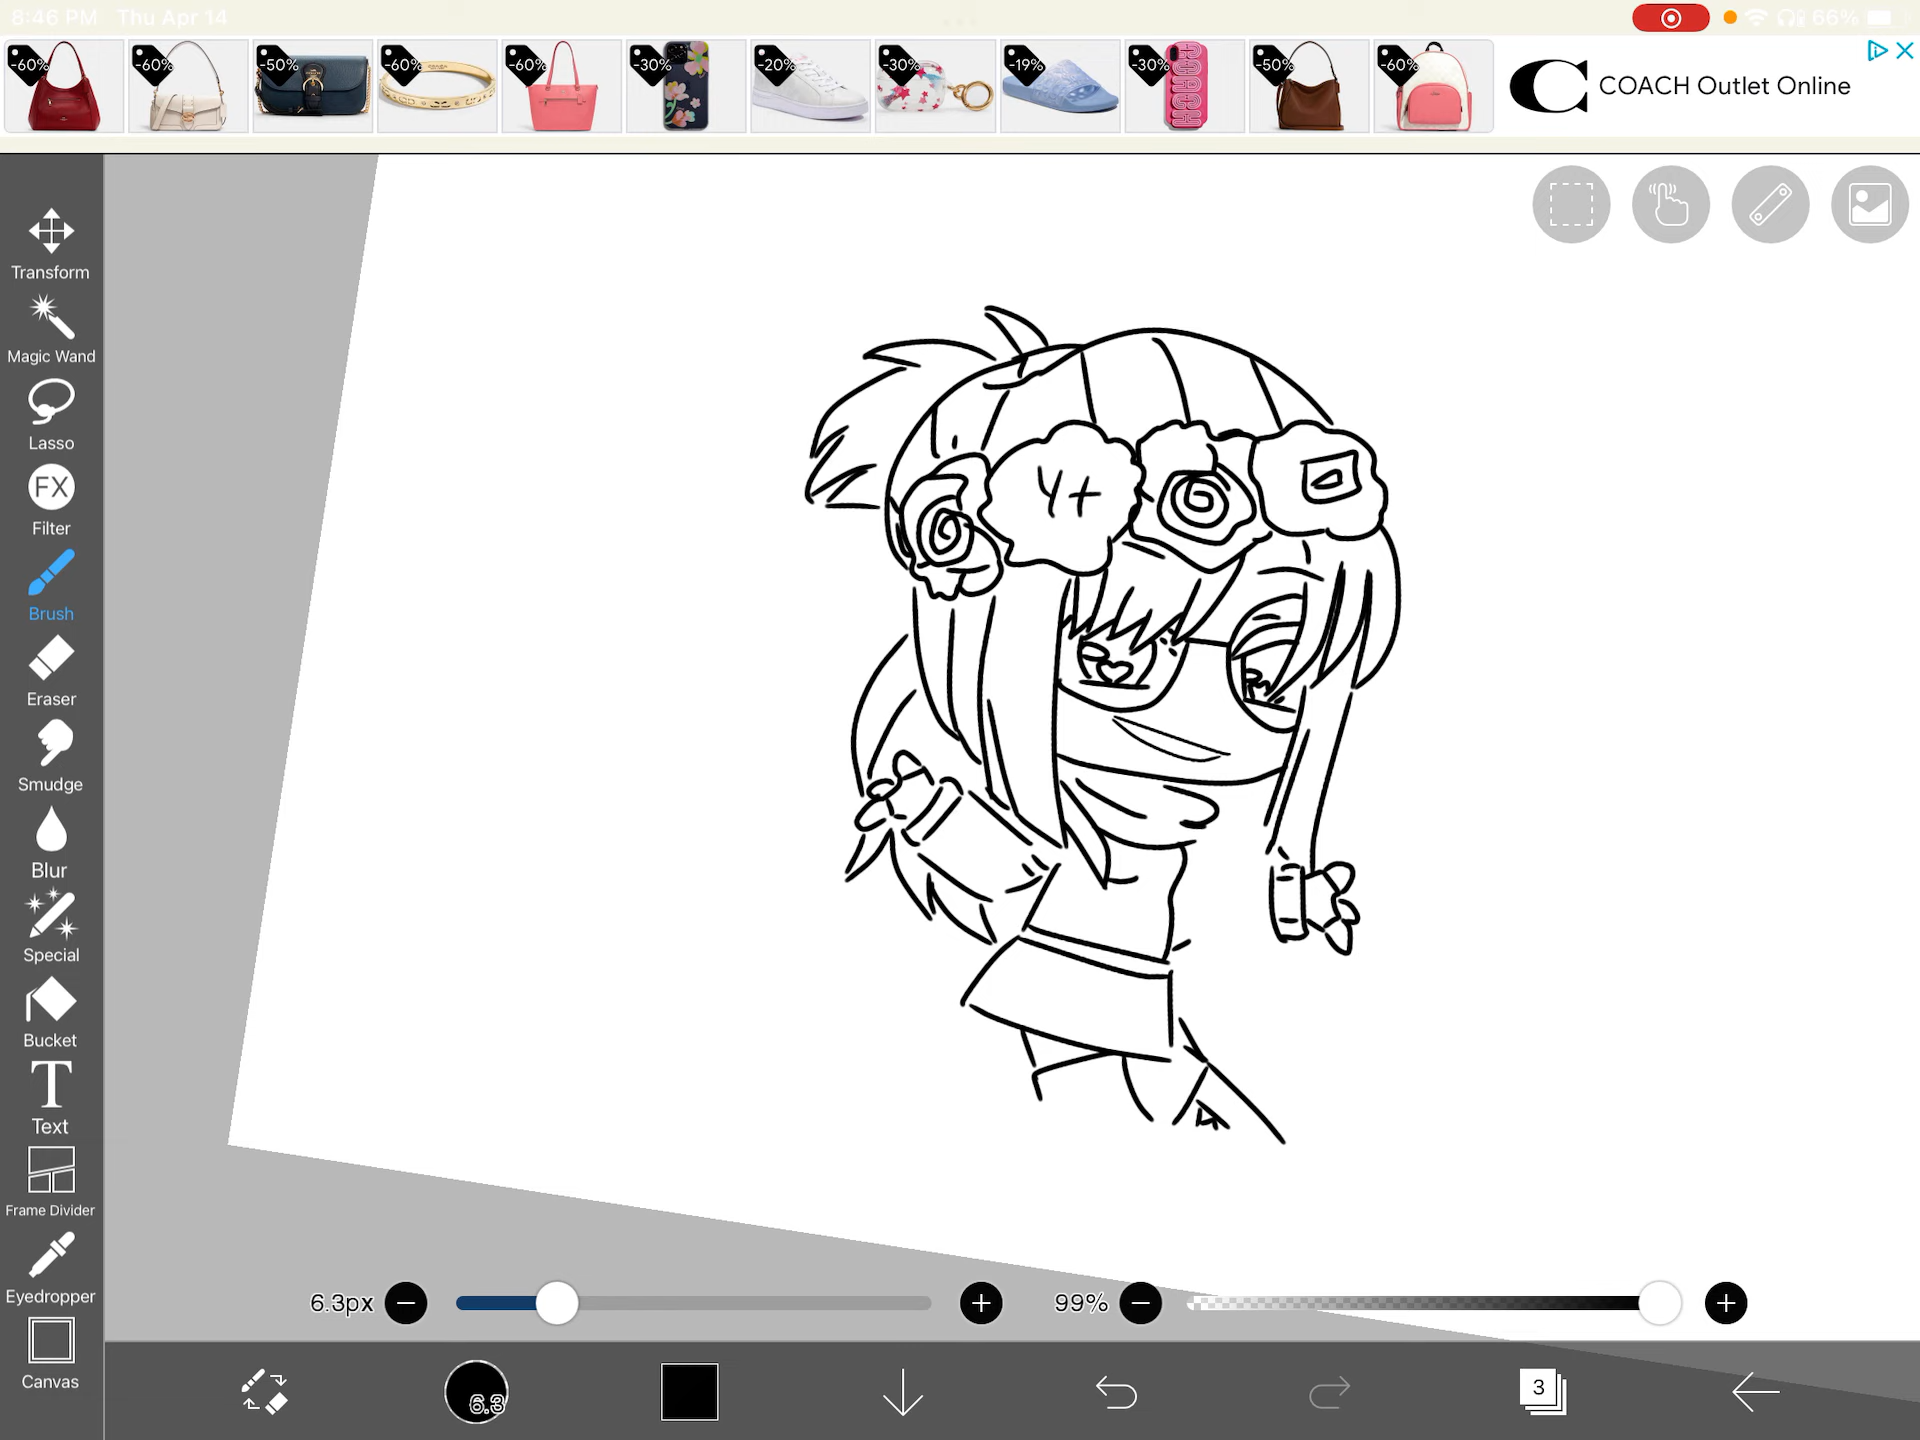 8:46 PM Thu Apr 14
66%
-60% -60% -50% -60% -60% -30% -20% -30% -19% -30% -50% -60%
COACH Outlet Online
Transform
Magic Wand
Lasso
FX
Filter
Brush
Eraser
Smudge
Blur
Special
Bucket
T
Text
Frame Divider
Eyedropper
Canvas
6.3px
99%
6.3
3